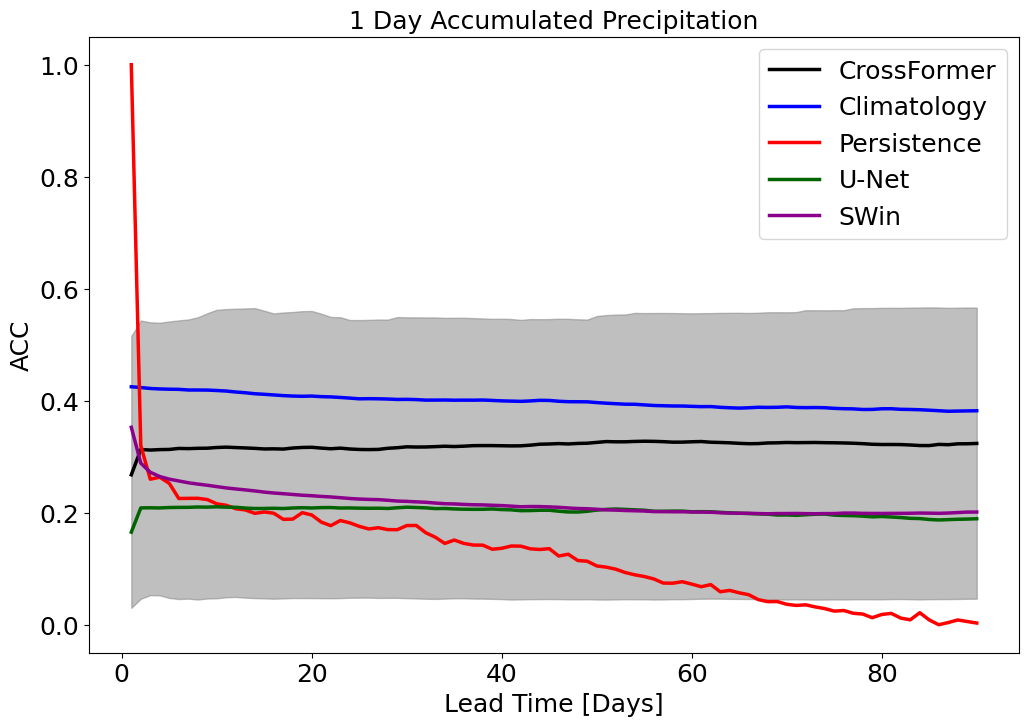 1 Day Accumulated Precipitation
CrossFormer
Climatology
Persistence
U-Net
SWin
ACC
1.0
0.8
0.6
0.4
0.2
0.0
0 20 40 60 80
Lead Time [Days]